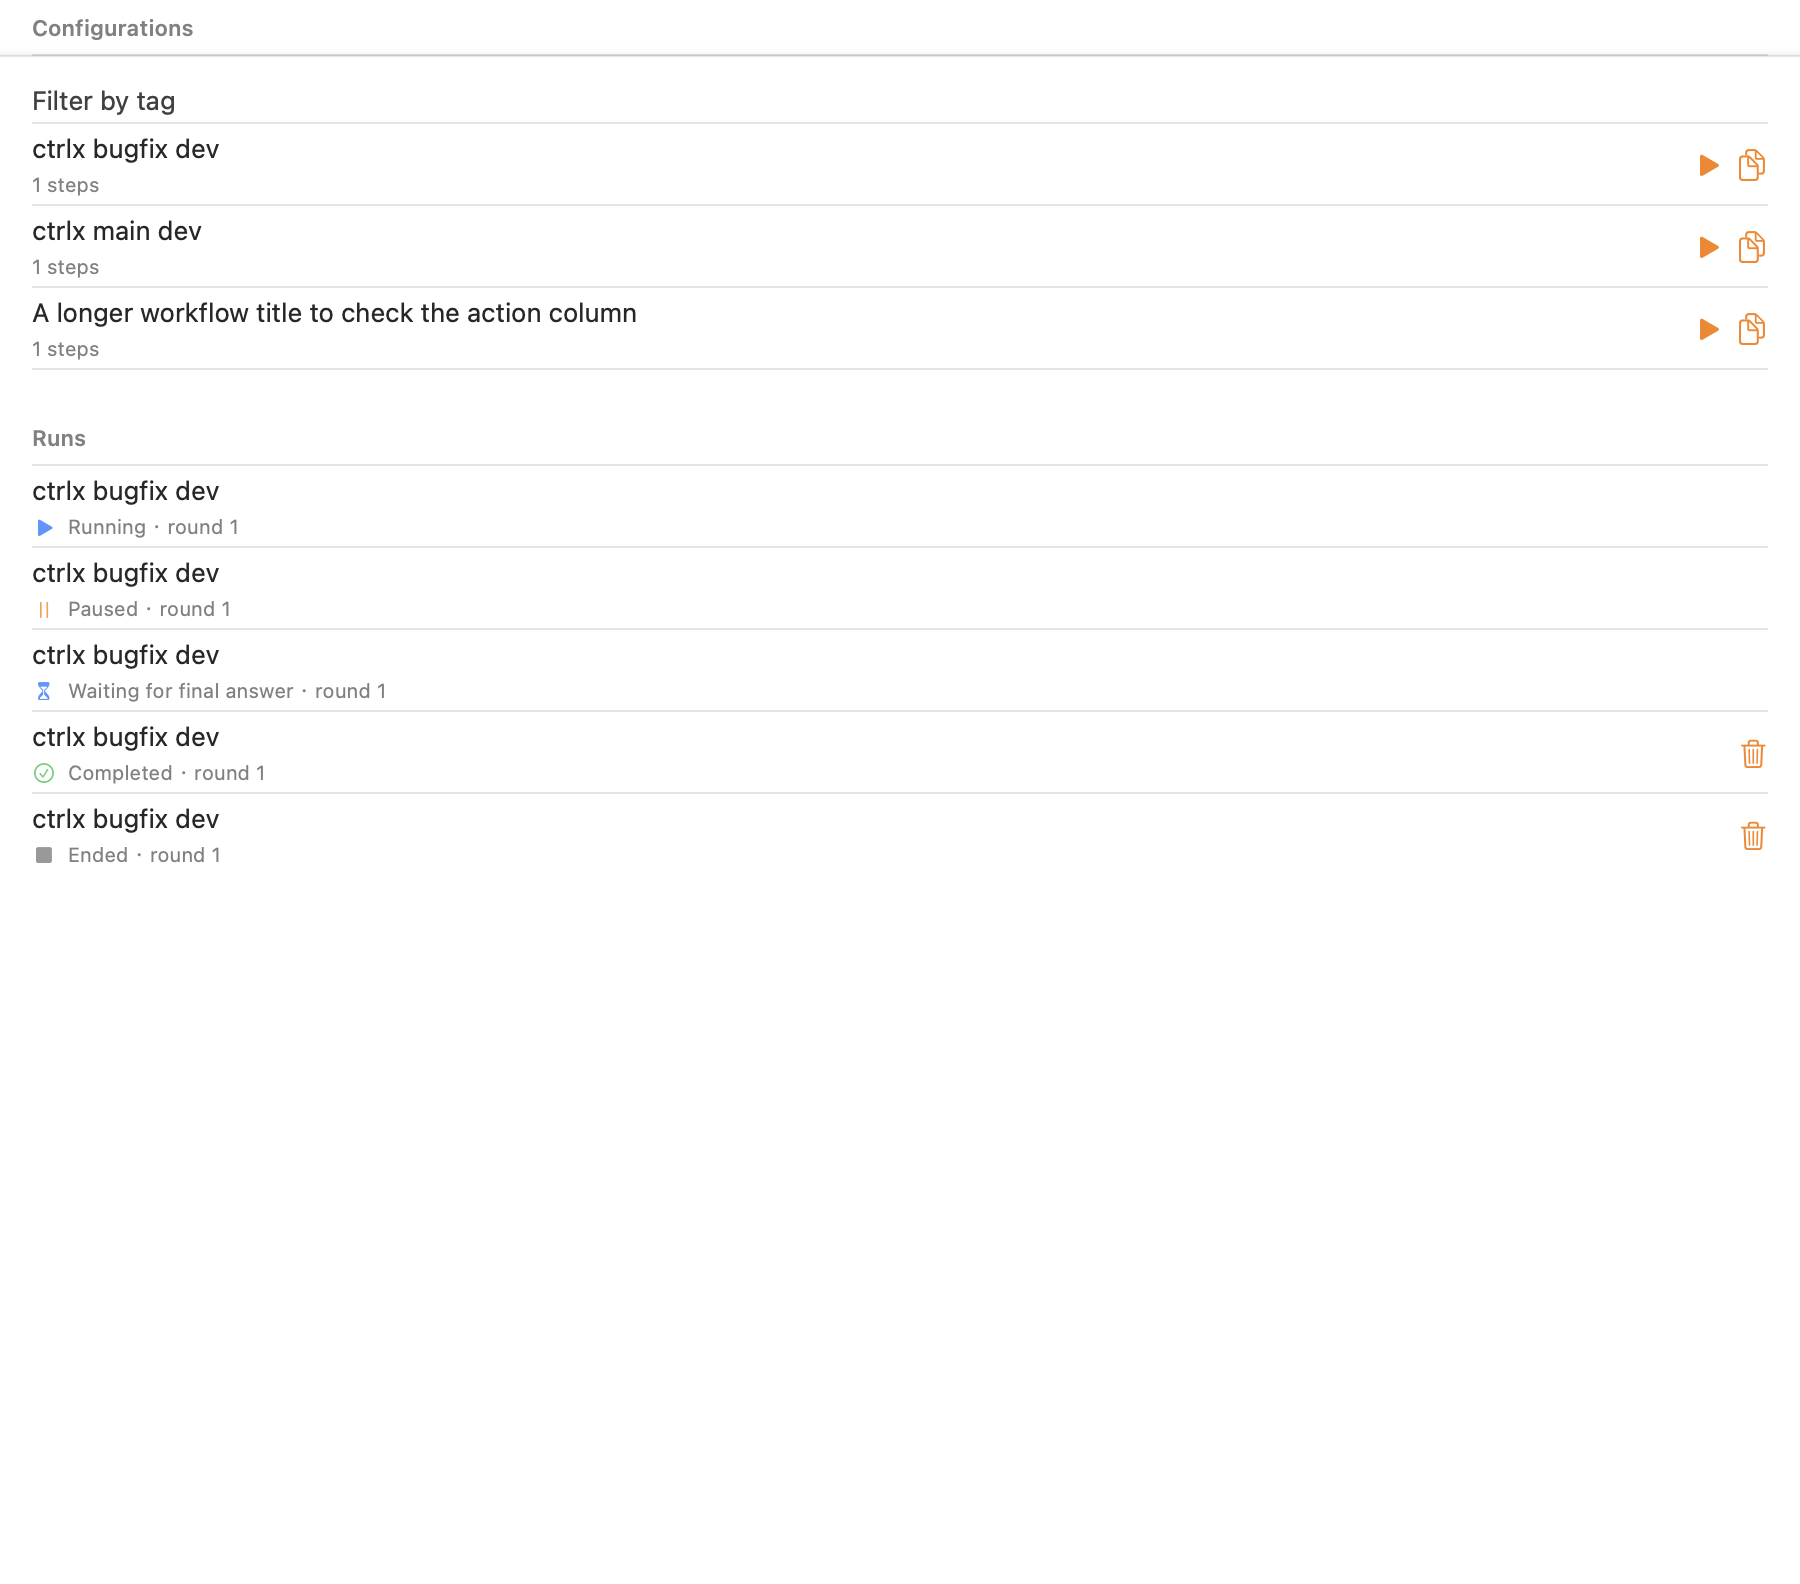 Configurations
Filter by tag
ctrlx bugfix dev
1 steps
ctrlx main dev
1 steps
A longer workflow title to check the action column
1 steps
Runs
ctrlx bugfix dev
Running · round 1
ctrlx bugfix dev
Paused · round 1
ctrlx bugfix dev
Waiting for final answer · round 1
ctrlx bugfix dev
Completed · round 1
ctrlx bugfix dev
Ended · round 1